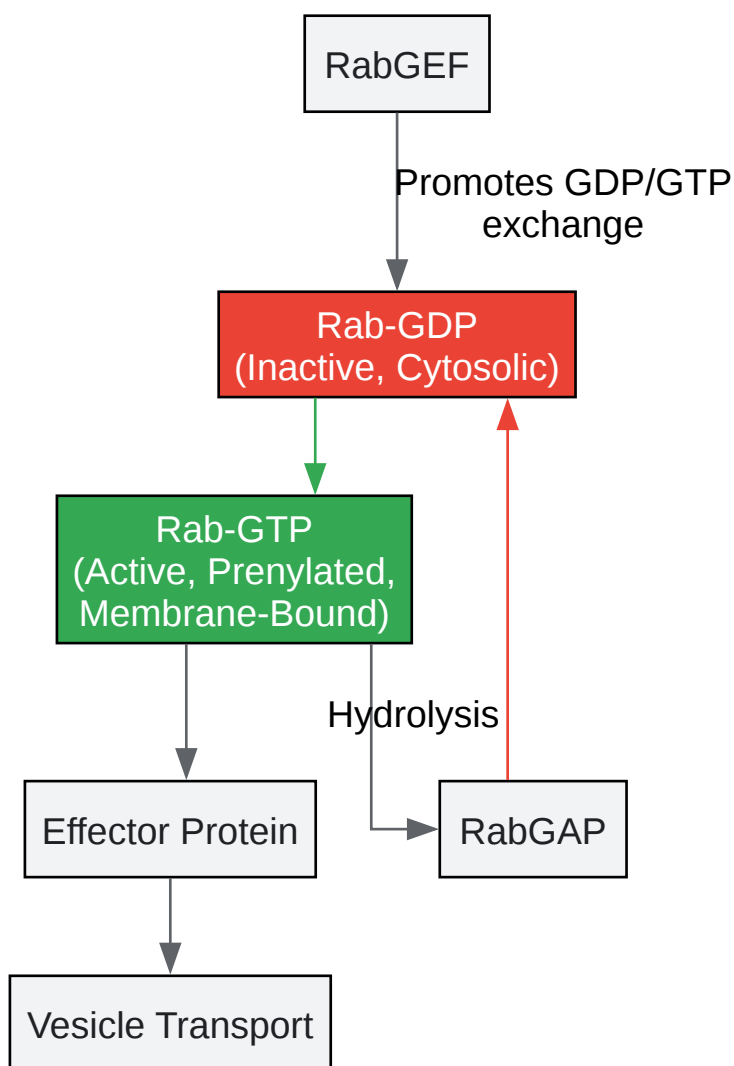 RabGEF
Promotes GDP/GTP
exchange
Rab-GDP
(Inactive, Cytosolic)
Rab-GTP
(Active, Prenylated,
Membrane-Bound)
Hydrolysis
Effector Protein
RabGAP
Vesicle Transport